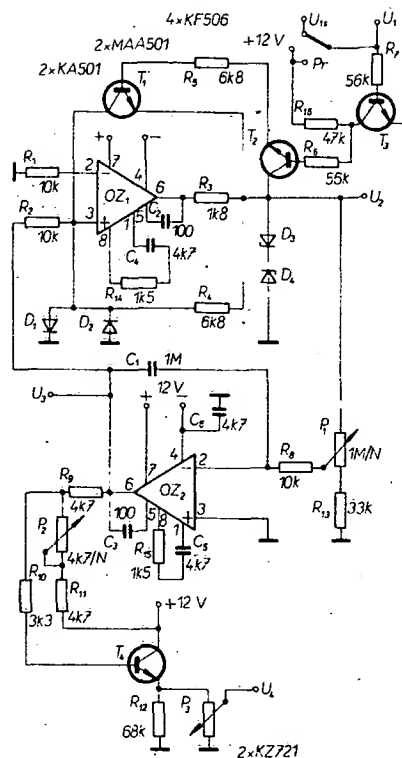 4×KF506
2×MAA501
2×KA501
T₁
R₅
6k8
+12 V
U₁ₛ
U₁
Pr
R₇
56k
R₁₆
47k
T₃
T₂
R₆
56k
R₁
10k
R₂
10k
2
3
+
7
4
−
OZ₁
6
8
1
5
C₂
100
R₃
1k8
U₂
C₄
4k7
R₁₄
1k5
D₁
D₂
R₄
6k8
D₃
D₄
C₁
1M
U₃
12 V
+
−
C₆
4k7
R₈
10k
P₁
1M/N
R₁₃
33k
R₉
4k7
6
7
4
2
OZ₂
3
+
5
8
1
100
C₃
R₁₅
1k5
C₅
4k7
P₂
4k7/N
R₁₀
3k3
R₁₁
4k7
+12 V
T₄
R₁₂
68k
P₃
U₄
2×KZ721